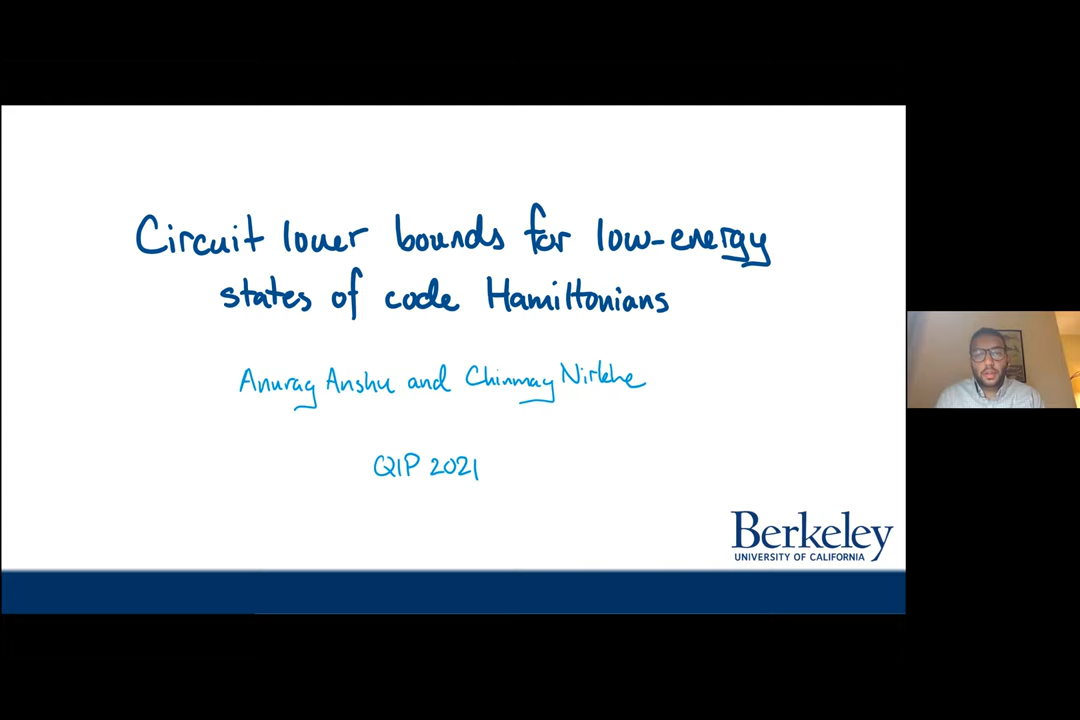 Circuit lower bounds for low-energy
states of code Hamiltonians
Anurag Anshu and Chinmay Nirkhe
QIP 2021
Berkeley
UNIVERSITY OF CALIFORNIA